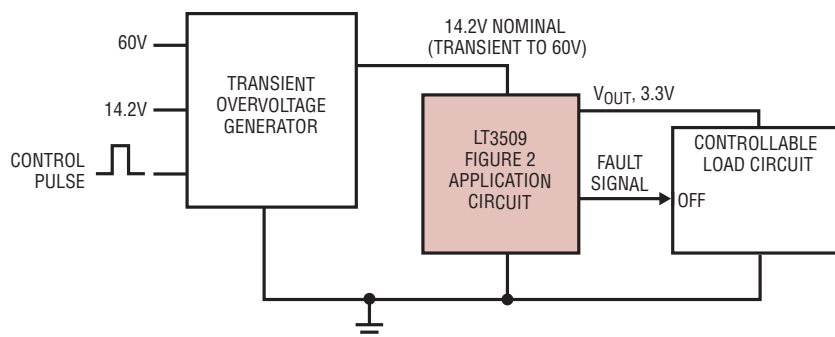 60V
14.2V
CONTROL
PULSE
TRANSIENT
OVERVOLTAGE
GENERATOR
14.2V NOMINAL
(TRANSIENT TO 60V)
LT3509
FIGURE 2
APPLICATION
CIRCUIT
VOUT, 3.3V
FAULT
SIGNAL
CONTROLLABLE
LOAD CIRCUIT
OFF